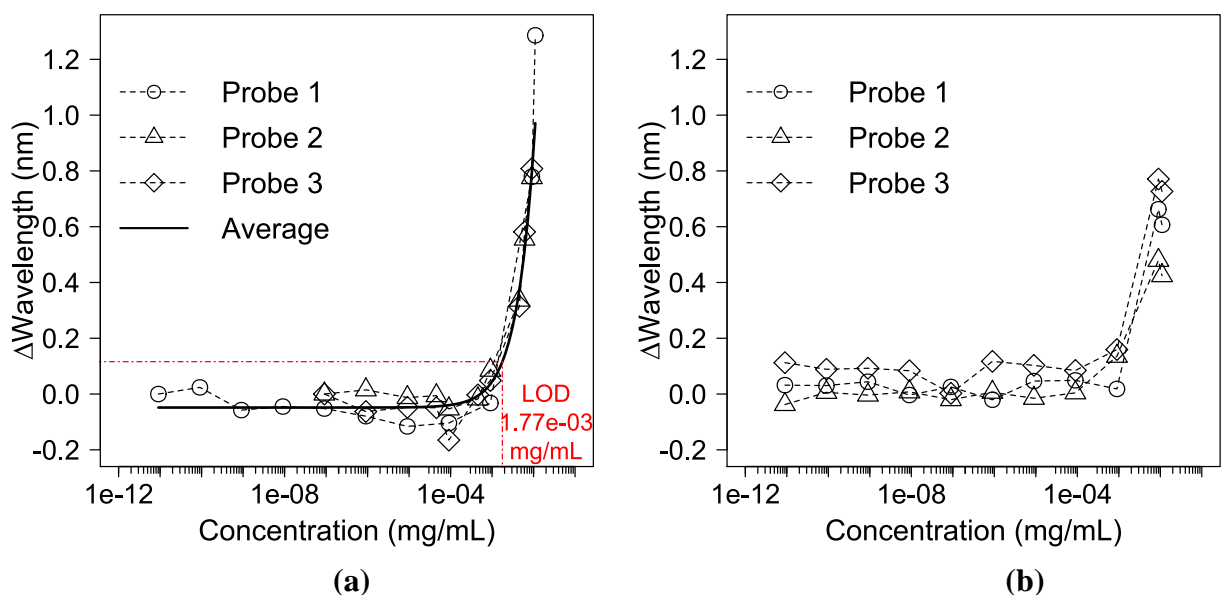 1.2
1.0
0.8
0.6
0.4
0.2
0.0
-0.2
ΔWavelength (nm)
Probe 1
Probe 2
Probe 3
Average
LOD
1.77e-03
mg/mL
1e-12
1e-08
1e-04
Concentration (mg/mL)
(a)
1.2
1.0
0.8
0.6
0.4
0.2
0.0
-0.2
ΔWavelength (nm)
Probe 1
Probe 2
Probe 3
1e-12
1e-08
1e-04
Concentration (mg/mL)
(b)